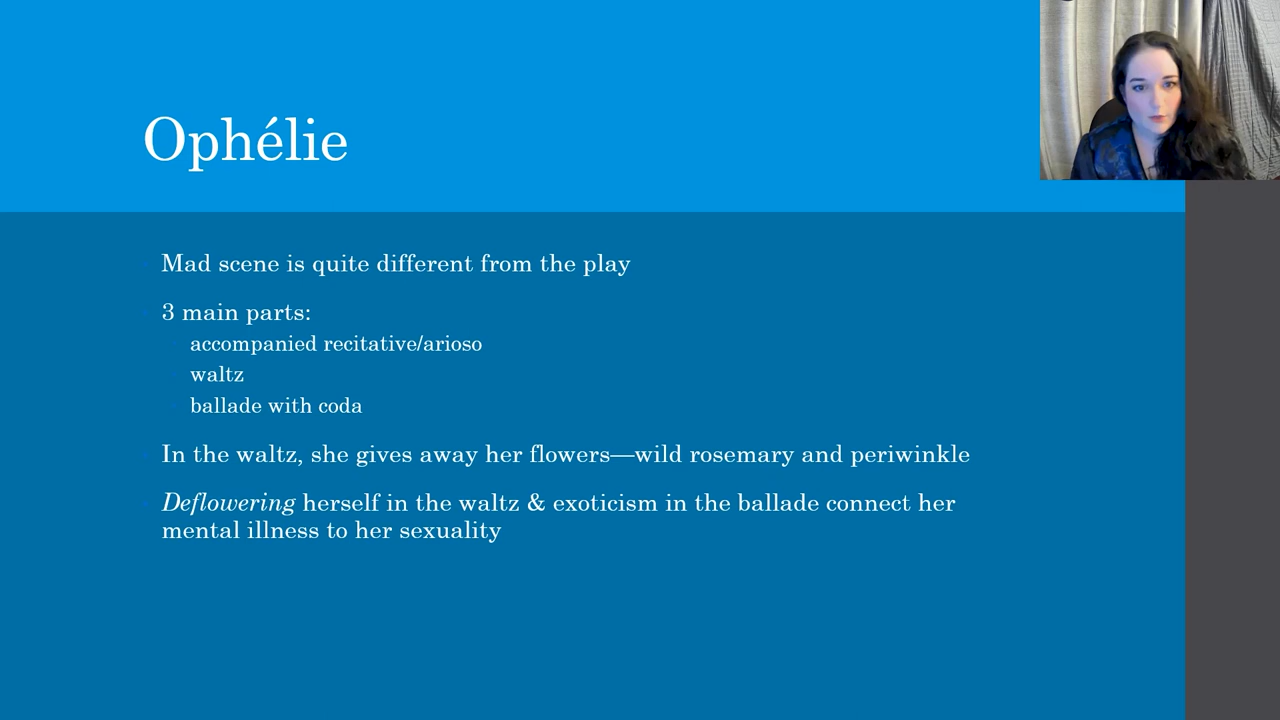 Ophélie
Mad scene is quite different from the play
3 main parts:
accompanied recitative/arioso
waltz
ballade with coda
In the waltz, she gives away her flowers—wild rosemary and periwinkle
Deflowering herself in the waltz & exoticism in the ballade connect her
mental illness to her sexuality